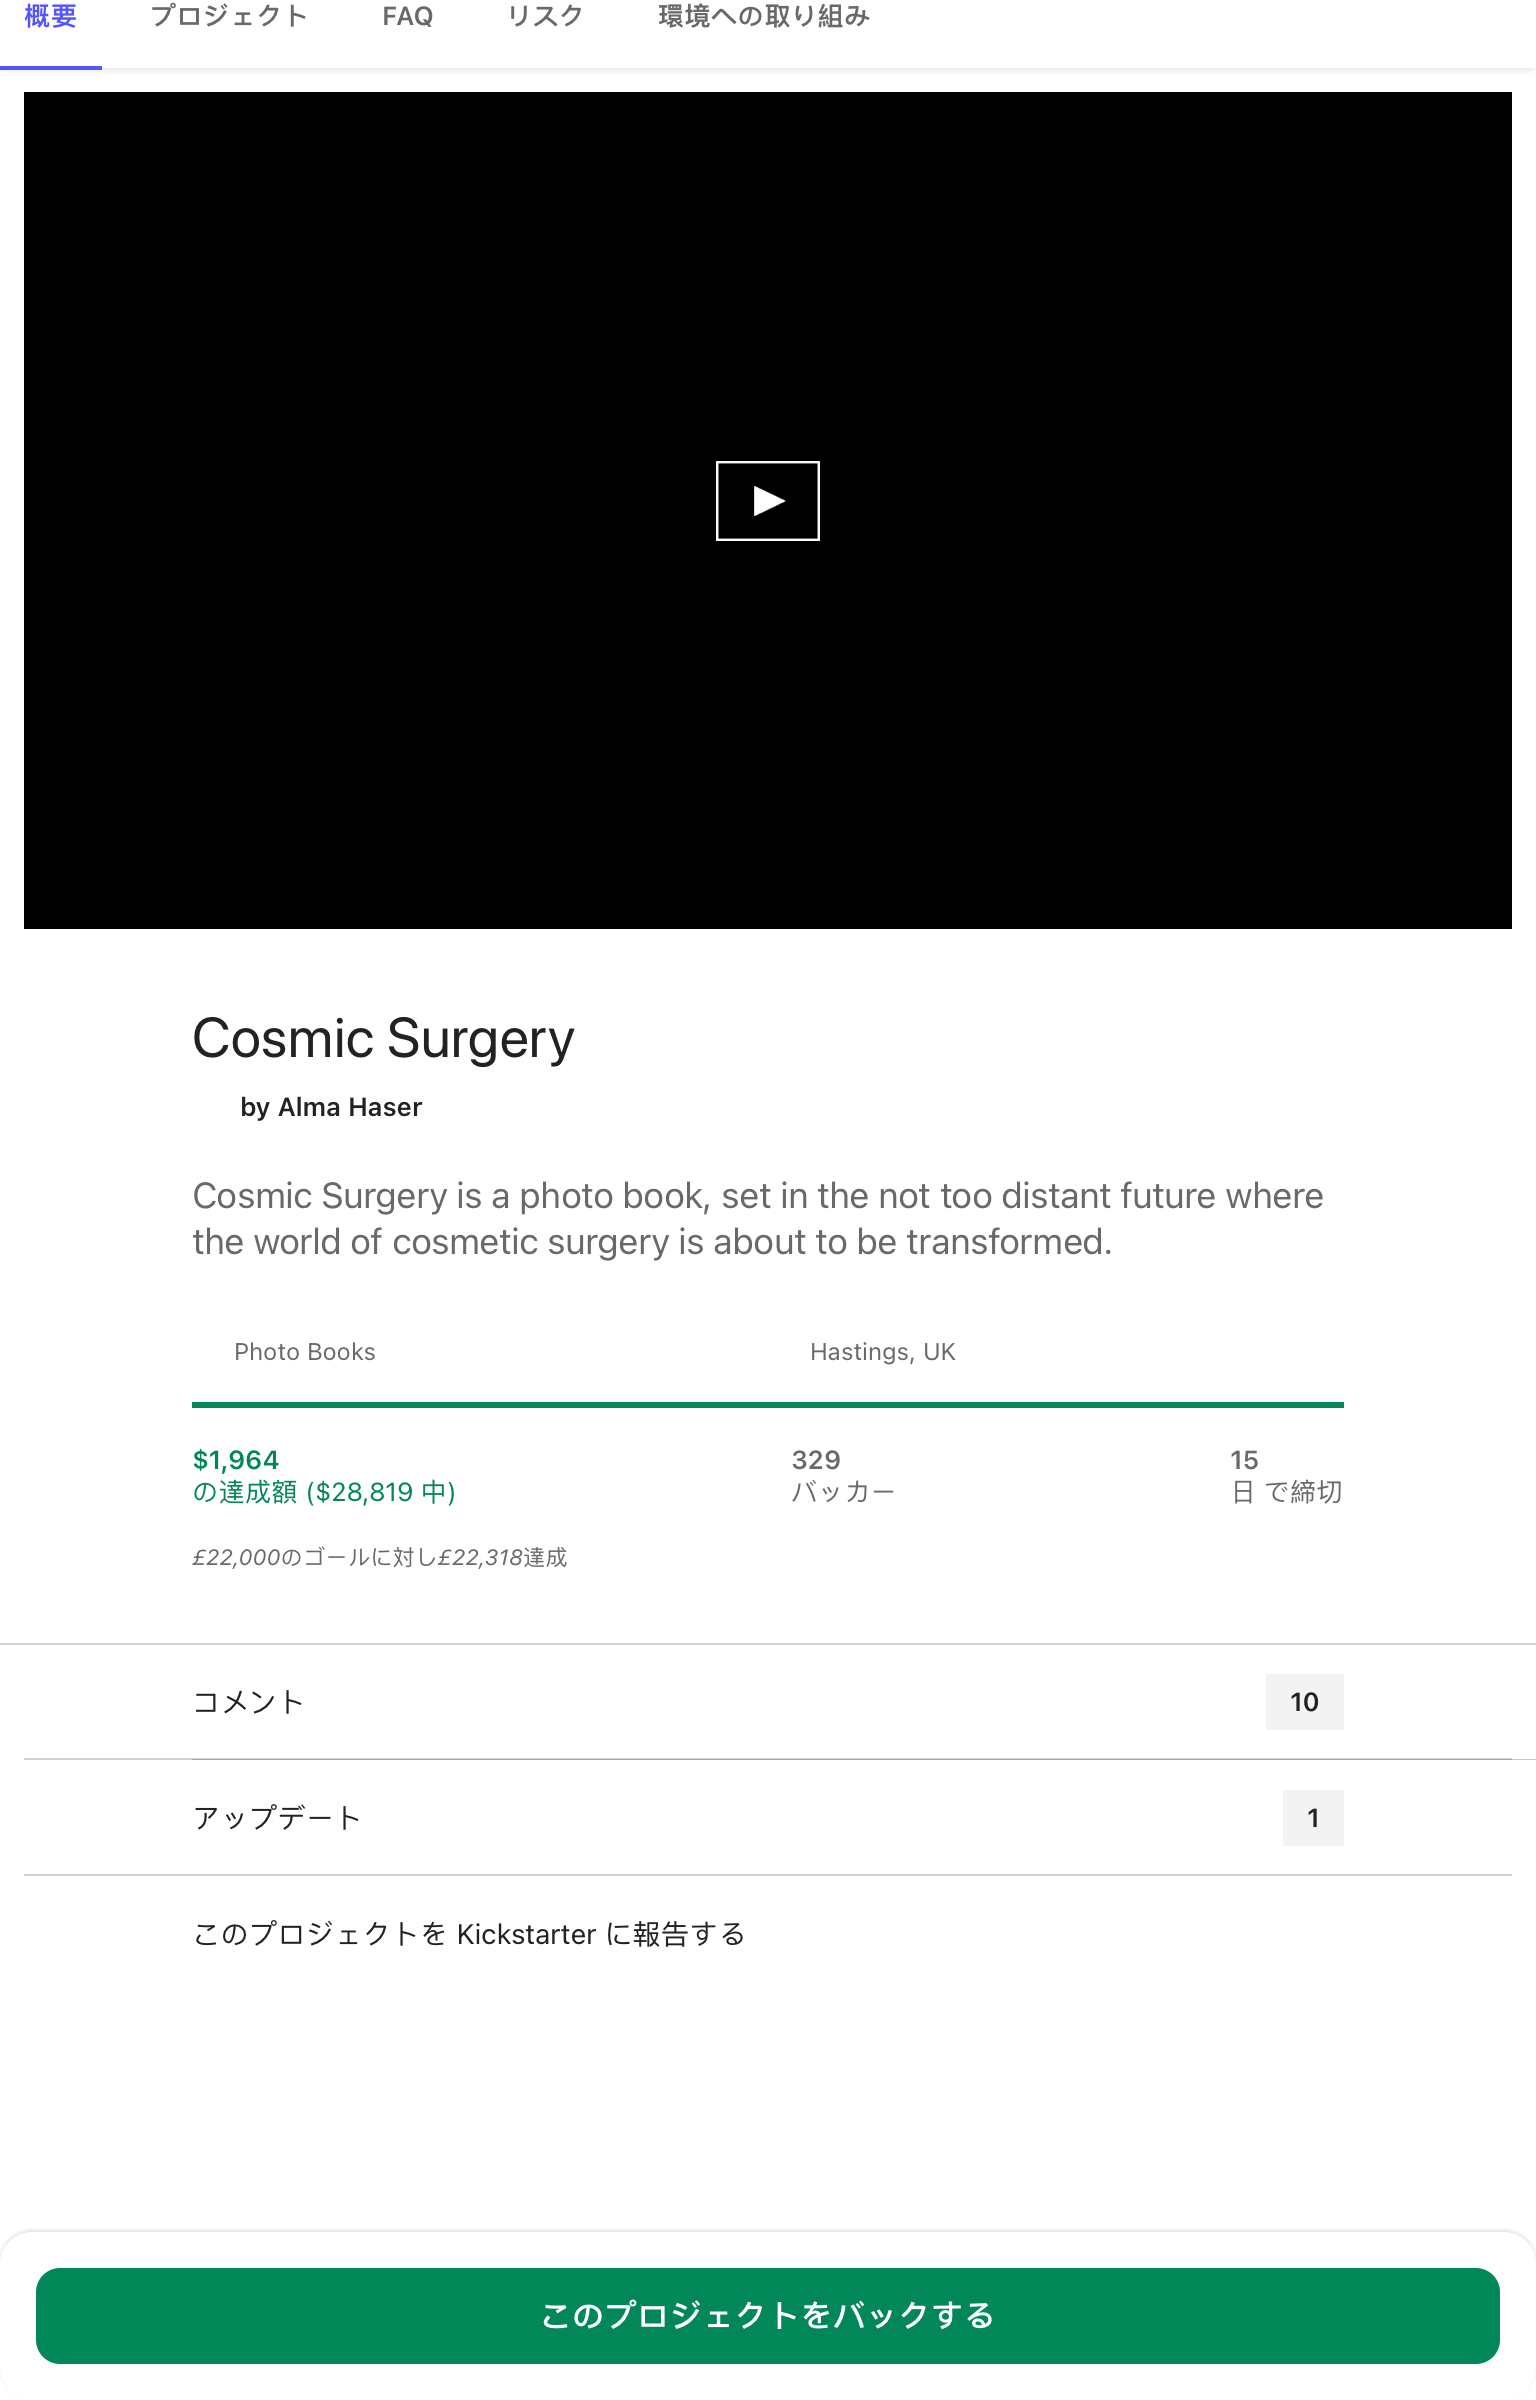 概要 プロジェクト FAQ リスク 環境への取り組み
Cosmic Surgery
by Alma Haser
Cosmic Surgery is a photo book, set in the not too distant future where
the world of cosmetic surgery is about to be transformed.
Photo Books Hastings, UK
$1,964 329 15
の達成額 ($28,819 中) バッカー 日 で締切
£22,000のゴールに対し£22,318達成
コメント 10
アップデート 1
このプロジェクトを Kickstarter に報告する
このプロジェクトをバックする